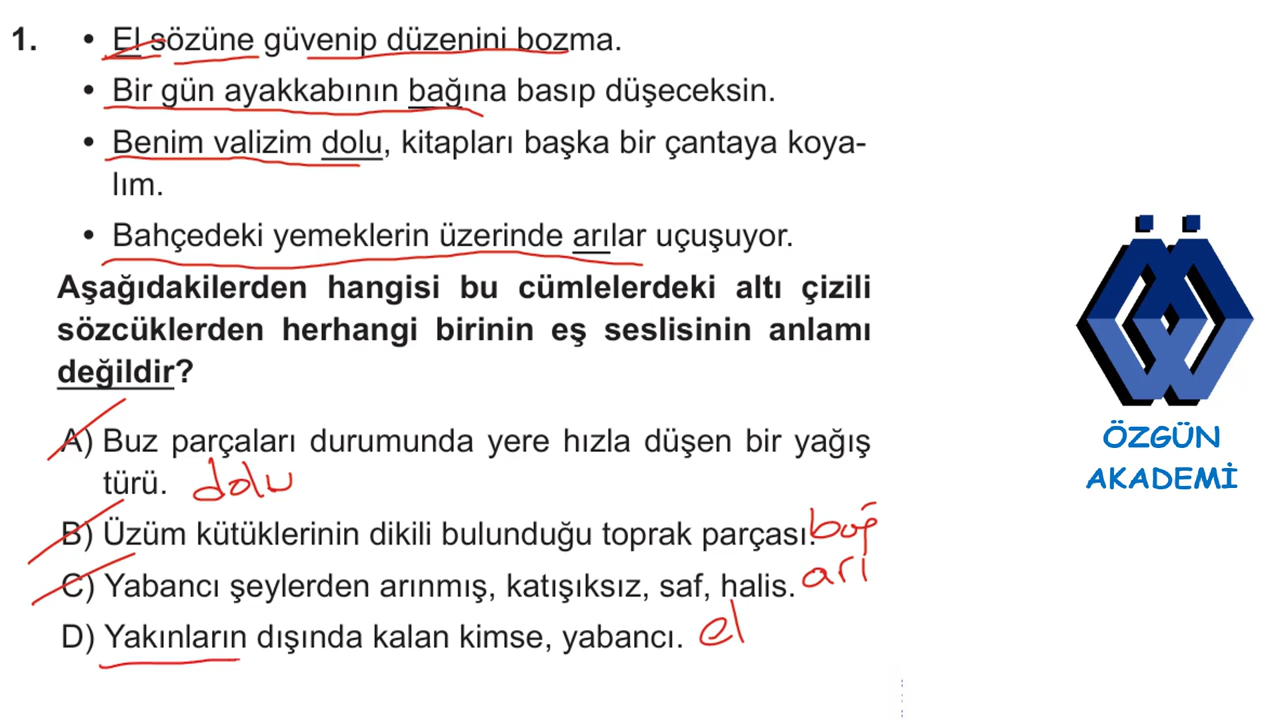 1. • El sözüne güvenip düzenini bozma.
• Bir gün ayakkabının bağına basıp düşeceksin.
• Benim valizim dolu, kitapları başka bir çantaya koya-
lım.
• Bahçedeki yemeklerin üzerinde arılar uçuşuyor.
Aşağıdakilerden hangisi bu cümlelerdeki altı çizili
sözcüklerden herhangi birinin eş seslisinin anlamı
değildir?
A) Buz parçaları durumunda yere hızla düşen bir yağış
türü. dolu
B) Üzüm kütüklerinin dikili bulunduğu toprak parçası. bağ
C) Yabancı şeylerden arınmış, katışıksız, saf, halis. arı
D) Yakınların dışında kalan kimse, yabancı. el
ÖZGÜN
AKADEMİ